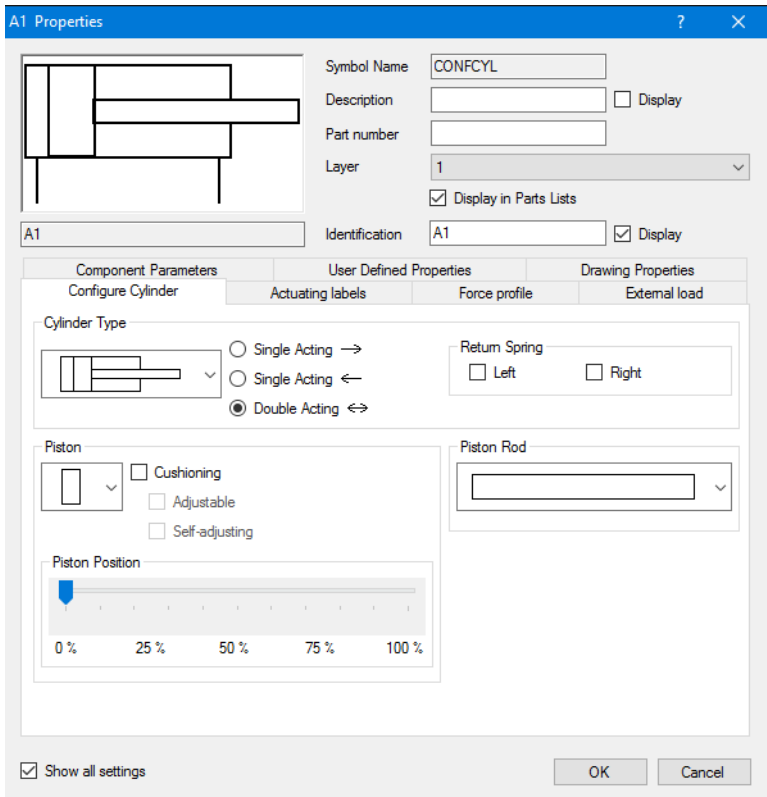 A1 Properties ? ✕
Symbol Name CONFCYL
Description Display
Part number
Layer 1
Display in Parts Lists
A1 Identification A1 Display
Component Parameters User Defined Properties Drawing Properties
Configure Cylinder Actuating labels Force profile External load
Cylinder Type
Single Acting →
Return Spring
Left Right
Single Acting ←
Double Acting ↔
Piston
Cushioning
Adjustable
Self-adjusting
Piston Rod
Piston Position
0 % 25 % 50 % 75 % 100 %
Show all settings OK Cancel